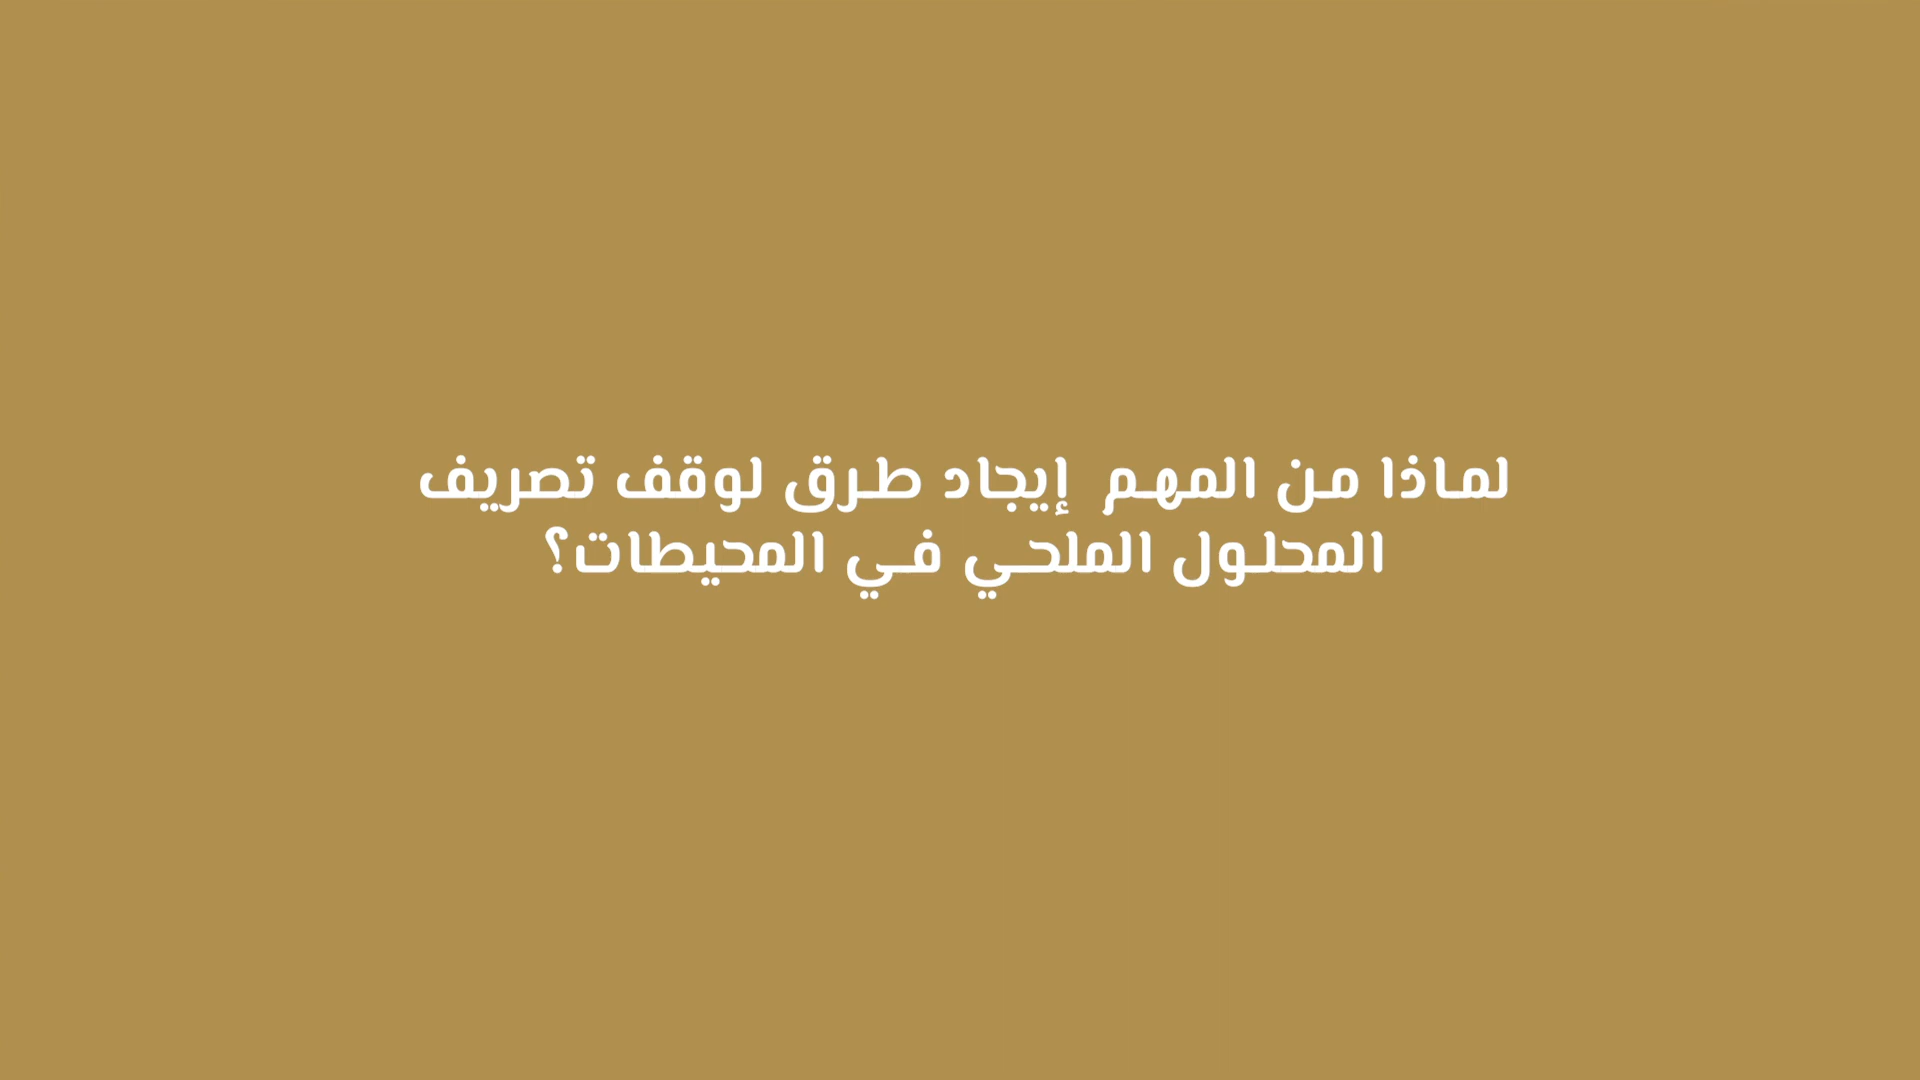 لماذا من المهم إيجاد طرق لوقف تصريف
المحلول الملحي في المحيطات؟